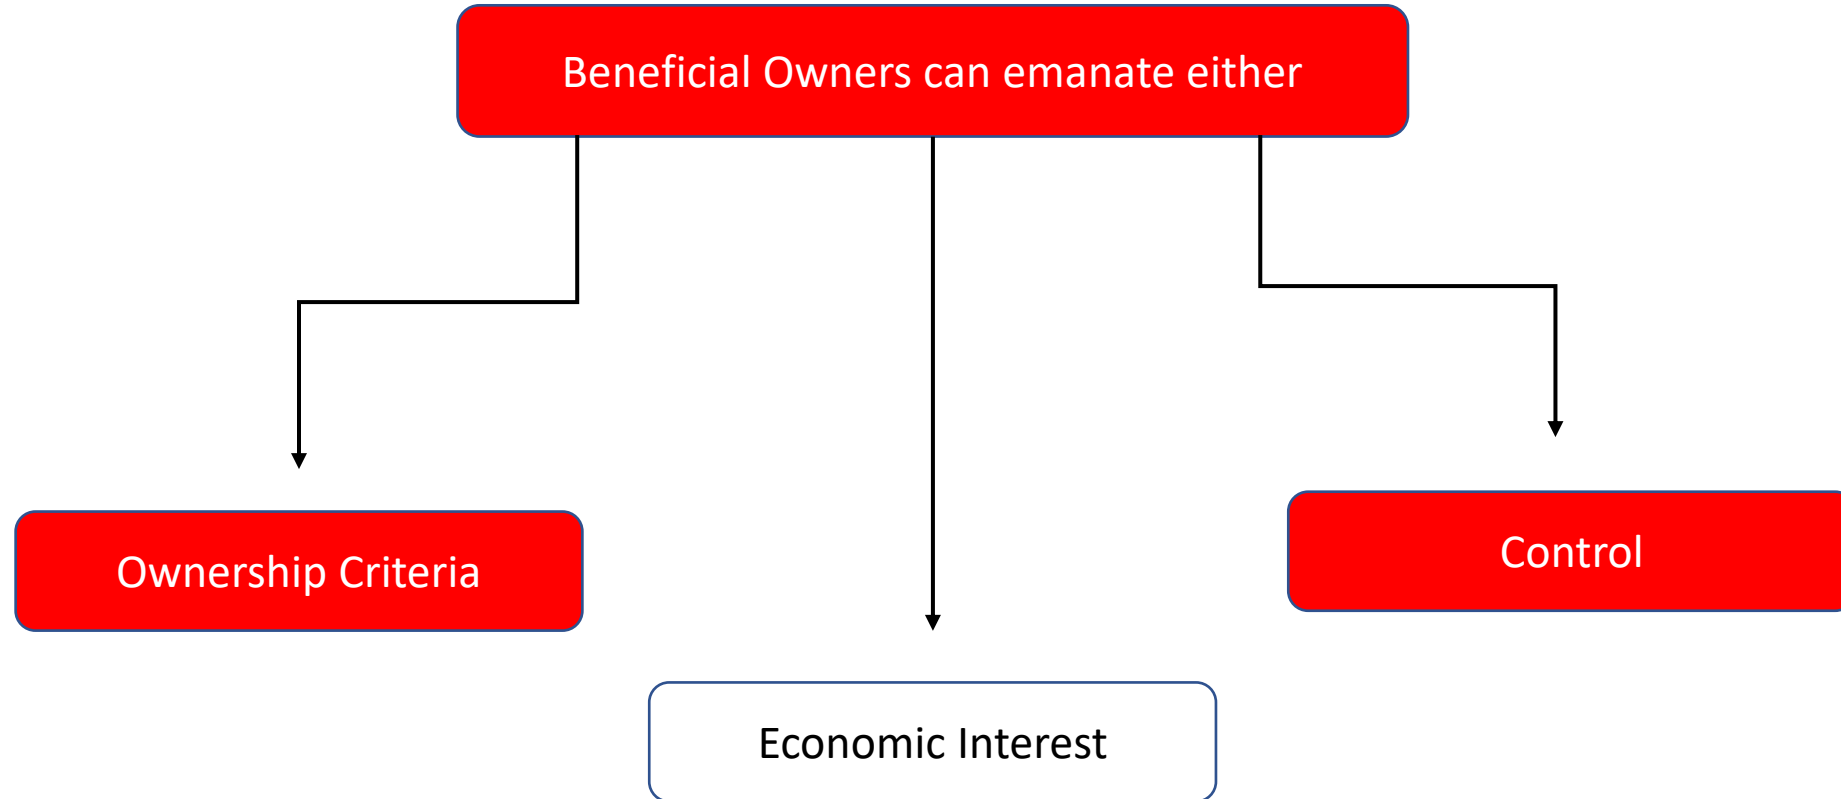 Beneficial Owners can emanate either
Ownership Criteria
Control
Economic Interest